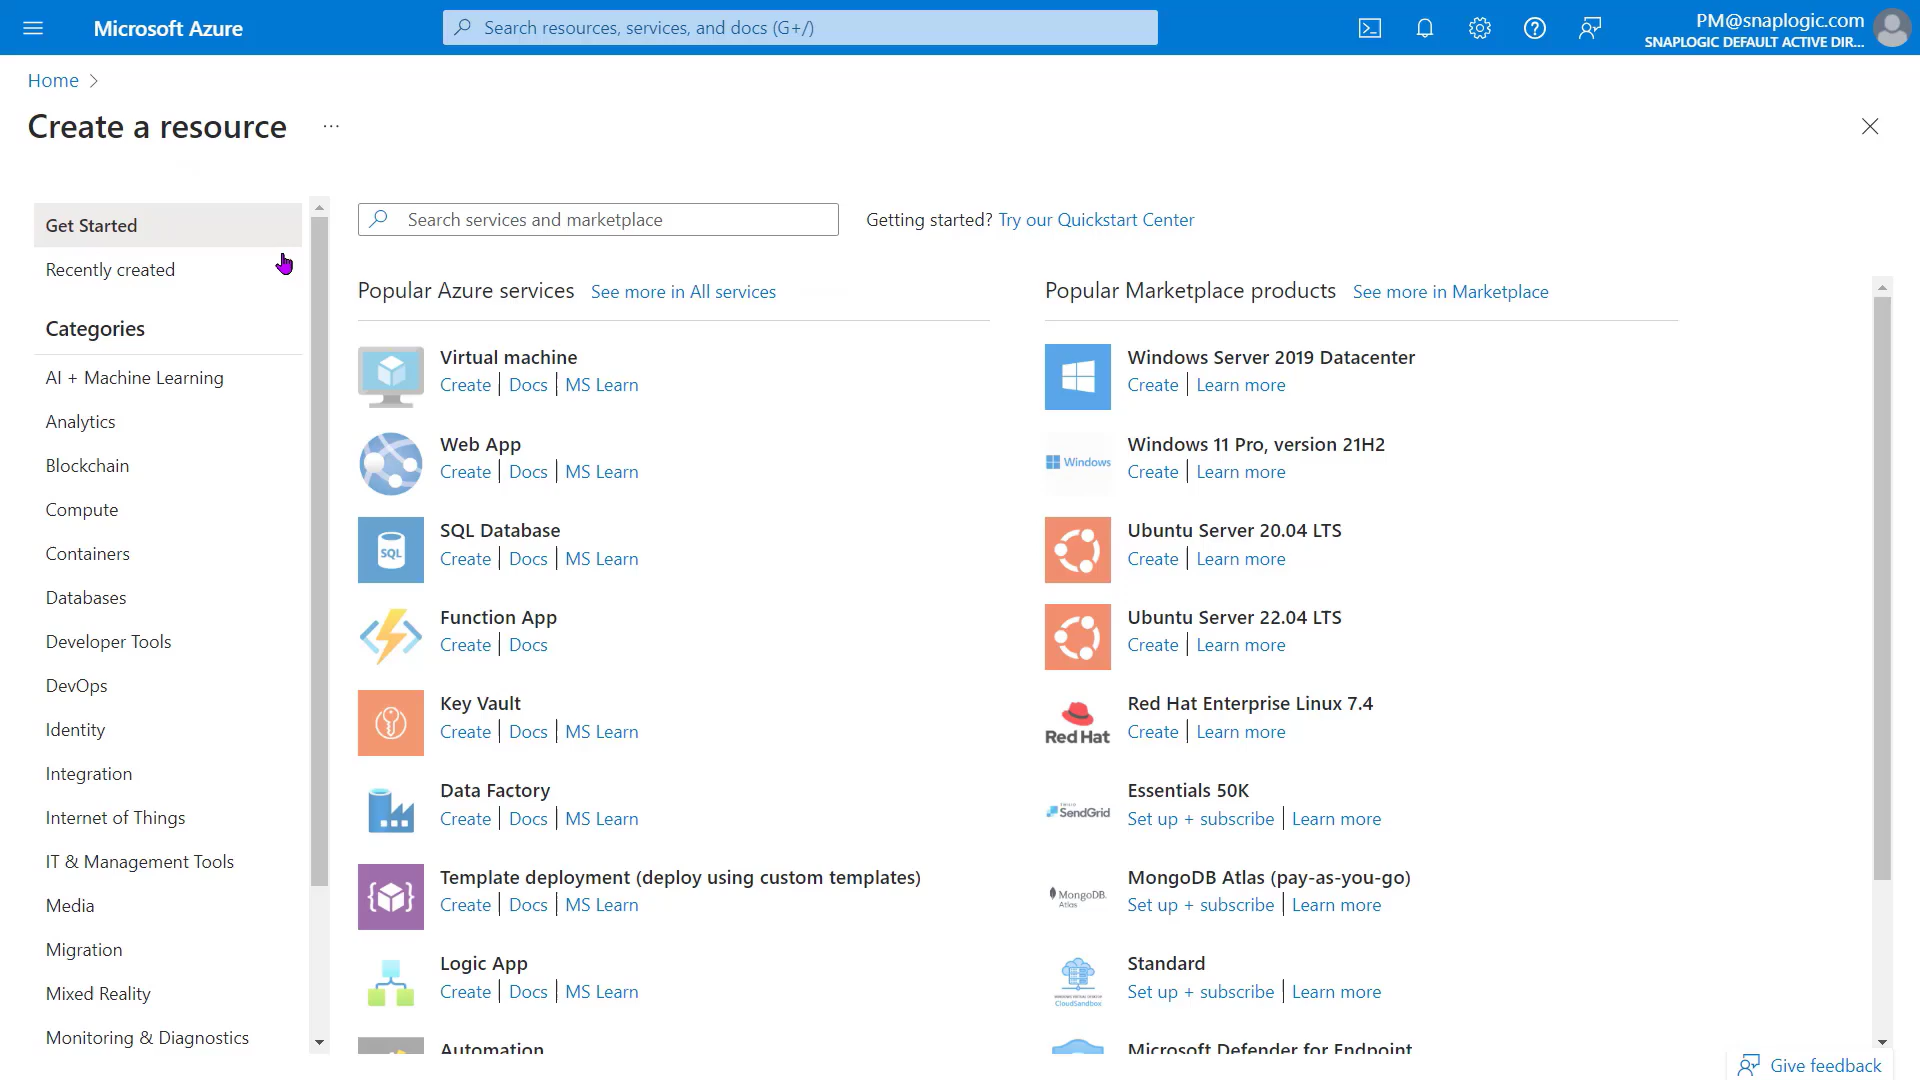 Microsoft Azure
Search resources, services, and docs (G+/)
PM@snaplogic.com
SNAPLOGIC DEFAULT ACTIVE DIR...
Home
Create a resource
...
Get Started
Recently created
Categories
AI + Machine Learning
Analytics
Blockchain
Compute
Containers
Databases
Developer Tools
DevOps
Identity
Integration
Internet of Things
IT & Management Tools
Media
Migration
Mixed Reality
Monitoring & Diagnostics
Search services and marketplace
Getting started? Try our Quickstart Center
Popular Azure services See more in All services
Virtual machine
Create | Docs | MS Learn
Web App
Create | Docs | MS Learn
SQL
SQL Database
Create | Docs | MS Learn
Function App
Create | Docs
Key Vault
Create | Docs | MS Learn
Data Factory
Create | Docs | MS Learn
Template deployment (deploy using custom templates)
Create | Docs | MS Learn
Logic App
Create | Docs | MS Learn
Automation
Popular Marketplace products See more in Marketplace
Windows Server 2019 Datacenter
Create | Learn more
Windows
Windows 11 Pro, version 21H2
Create | Learn more
Ubuntu Server 20.04 LTS
Create | Learn more
Ubuntu Server 22.04 LTS
Create | Learn more
Red Hat
Red Hat Enterprise Linux 7.4
Create | Learn more
SendGrid
Essentials 50K
Set up + subscribe | Learn more
MongoDB.
Atlas
MongoDB Atlas (pay-as-you-go)
Set up + subscribe | Learn more
CloudSandbox
Standard
Set up + subscribe | Learn more
Microsoft Defender for Endpoint
Give feedback